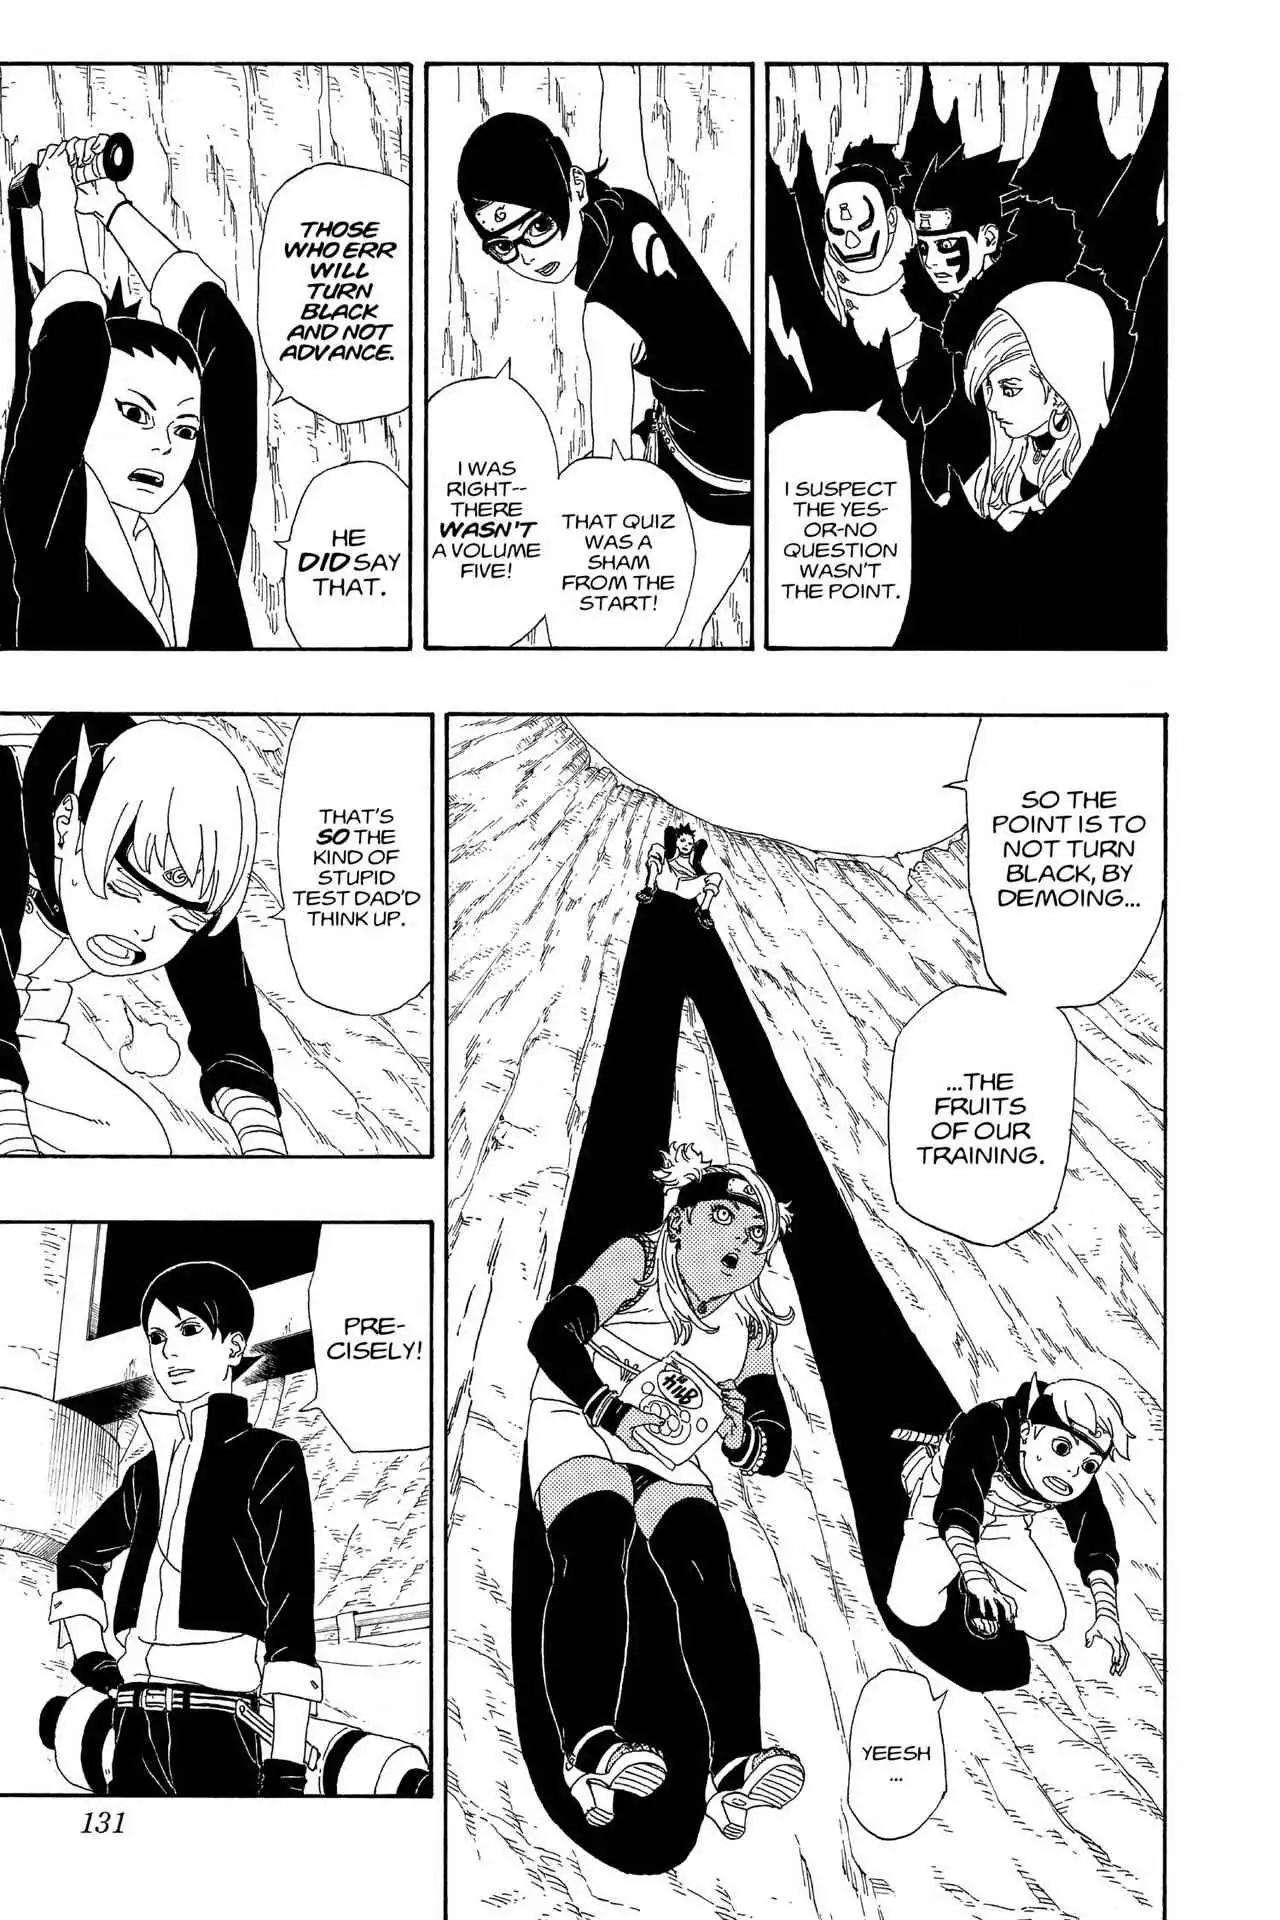 I SUSPECT
THE YES-
OR-NO
QUESTION
WASN'T
THE POINT.
THAT QUIZ
WAS A
SHAM
FROM THE
START!
I WAS
RIGHT--
THERE
WASN'T
A VOLUME
FIVE!
THOSE
WHO ERR
WILL
TURN
BLACK
AND NOT
ADVANCE.
HE
DID SAY
THAT.
SO THE
POINT IS TO
NOT TURN
BLACK, BY
DEMOING...
...THE
FRUITS
OF OUR
TRAINING.
ポルク
YEESH
...
THAT'S
SO THE
KIND OF
STUPID
TEST DAD'D
THINK UP.
PRE-
CISELY!
131